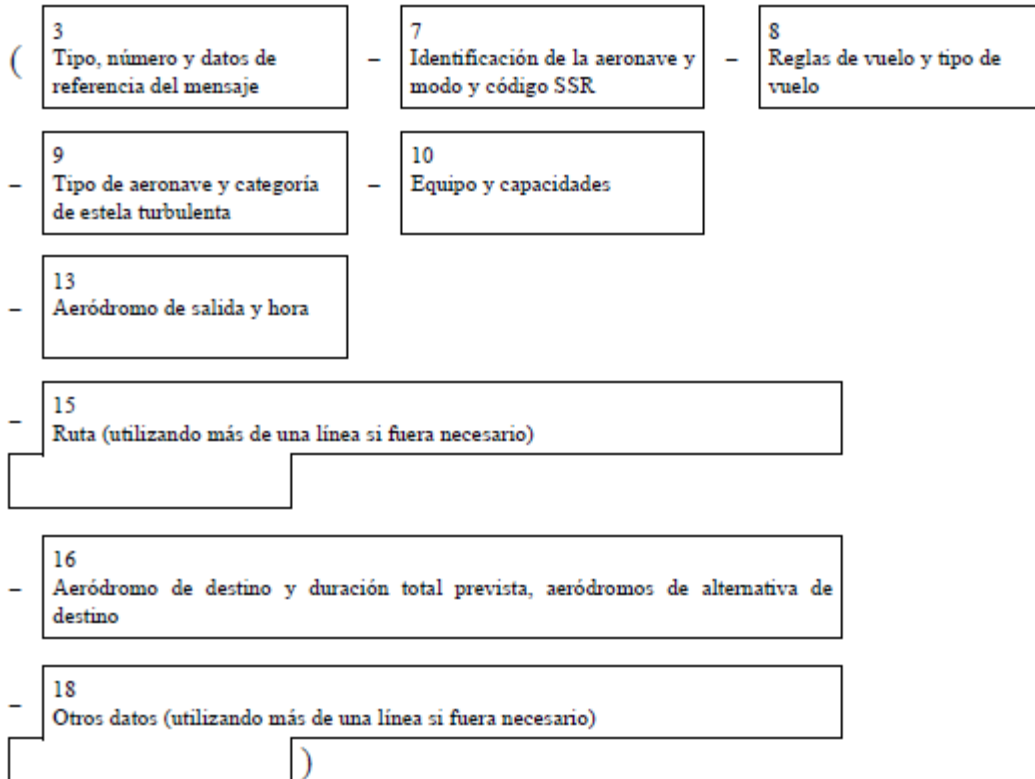 (
3
Tipo, número y datos de
referencia del mensaje
–
7
Identificación de la aeronave y
modo y código SSR
–
8
Reglas de vuelo y tipo de
vuelo
–
9
Tipo de aeronave y categoría
de estela turbulenta
–
10
Equipo y capacidades
–
13
Aeródromo de salida y hora
–
15
Ruta (utilizando más de una línea si fuera necesario)
–
16
Aeródromo de destino y duración total prevista, aeródromos de alternativa de
destino
–
18
Otros datos (utilizando más de una línea si fuera necesario)
)